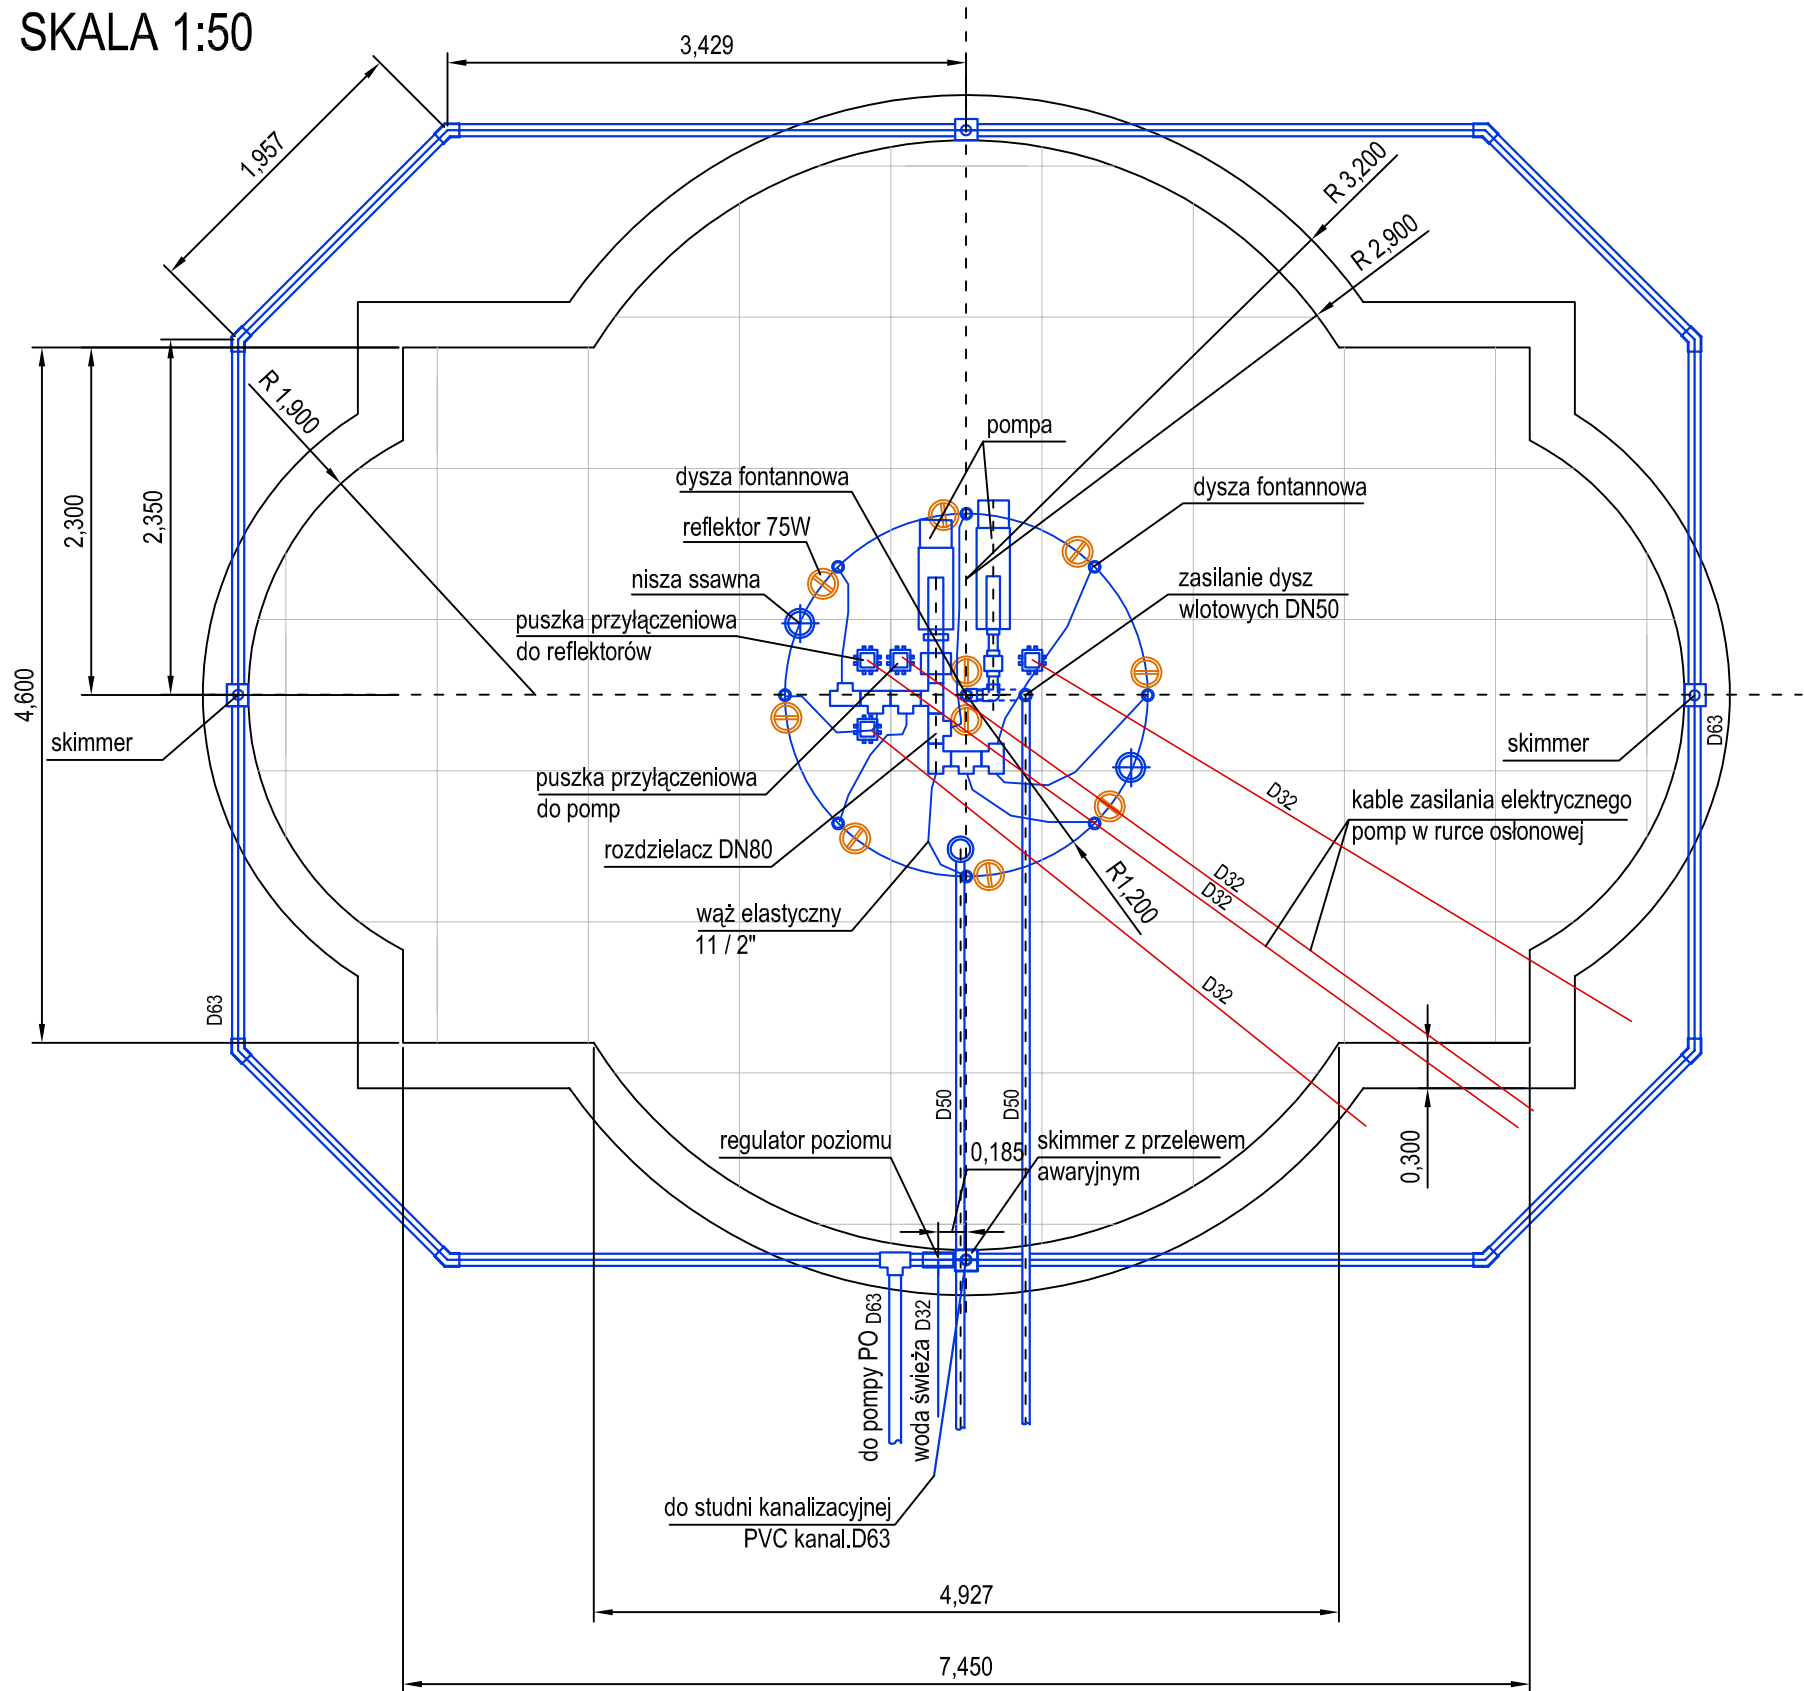 SKALA 1:50
3,429
1,957
R 3,200
R 2,900
R 1,900
pompa
dysza fontannowa
dysza fontannowa
2,300
2,350
reflektor 75W
nisza ssawna
zasilanie dysz
wlotowych DN50
puszka przyłączeniowa
do reflektorów
4,600
skimmer
D63
skimmer
puszka przyłączeniowa
do pomp
D32
kable zasilania elektrycznego
pomp w rurce osłonowej
rozdzielacz DN80
D32
D32
R1,200
wąż elastyczny
11 / 2"
D32
D63
D50
D50
regulator poziomu
0,185
skimmer z przelewem
awaryjnym
0,300
do pompy PO D63
woda świeża D32
do studni kanalizacyjnej
PVC kanal.D63
4,927
7,450